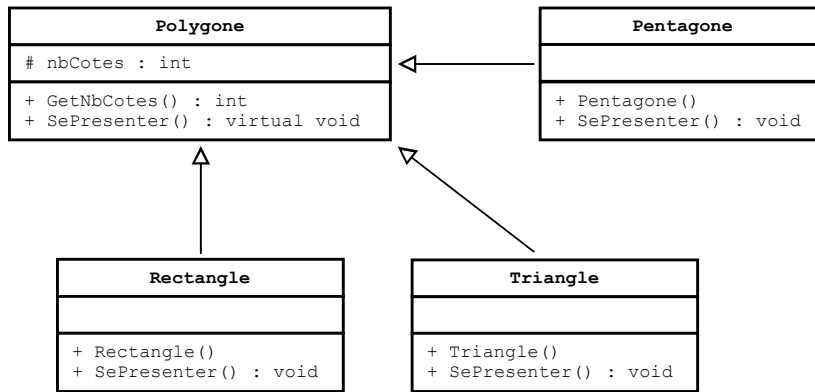 Polygone
# nbCotes : int
+ GetNbCotes() : int
+ SePresenter() : virtual void
Pentagone
+ Pentagone()
+ SePresenter() : void
Rectangle
+ Rectangle()
+ SePresenter() : void
Triangle
+ Triangle()
+ SePresenter() : void